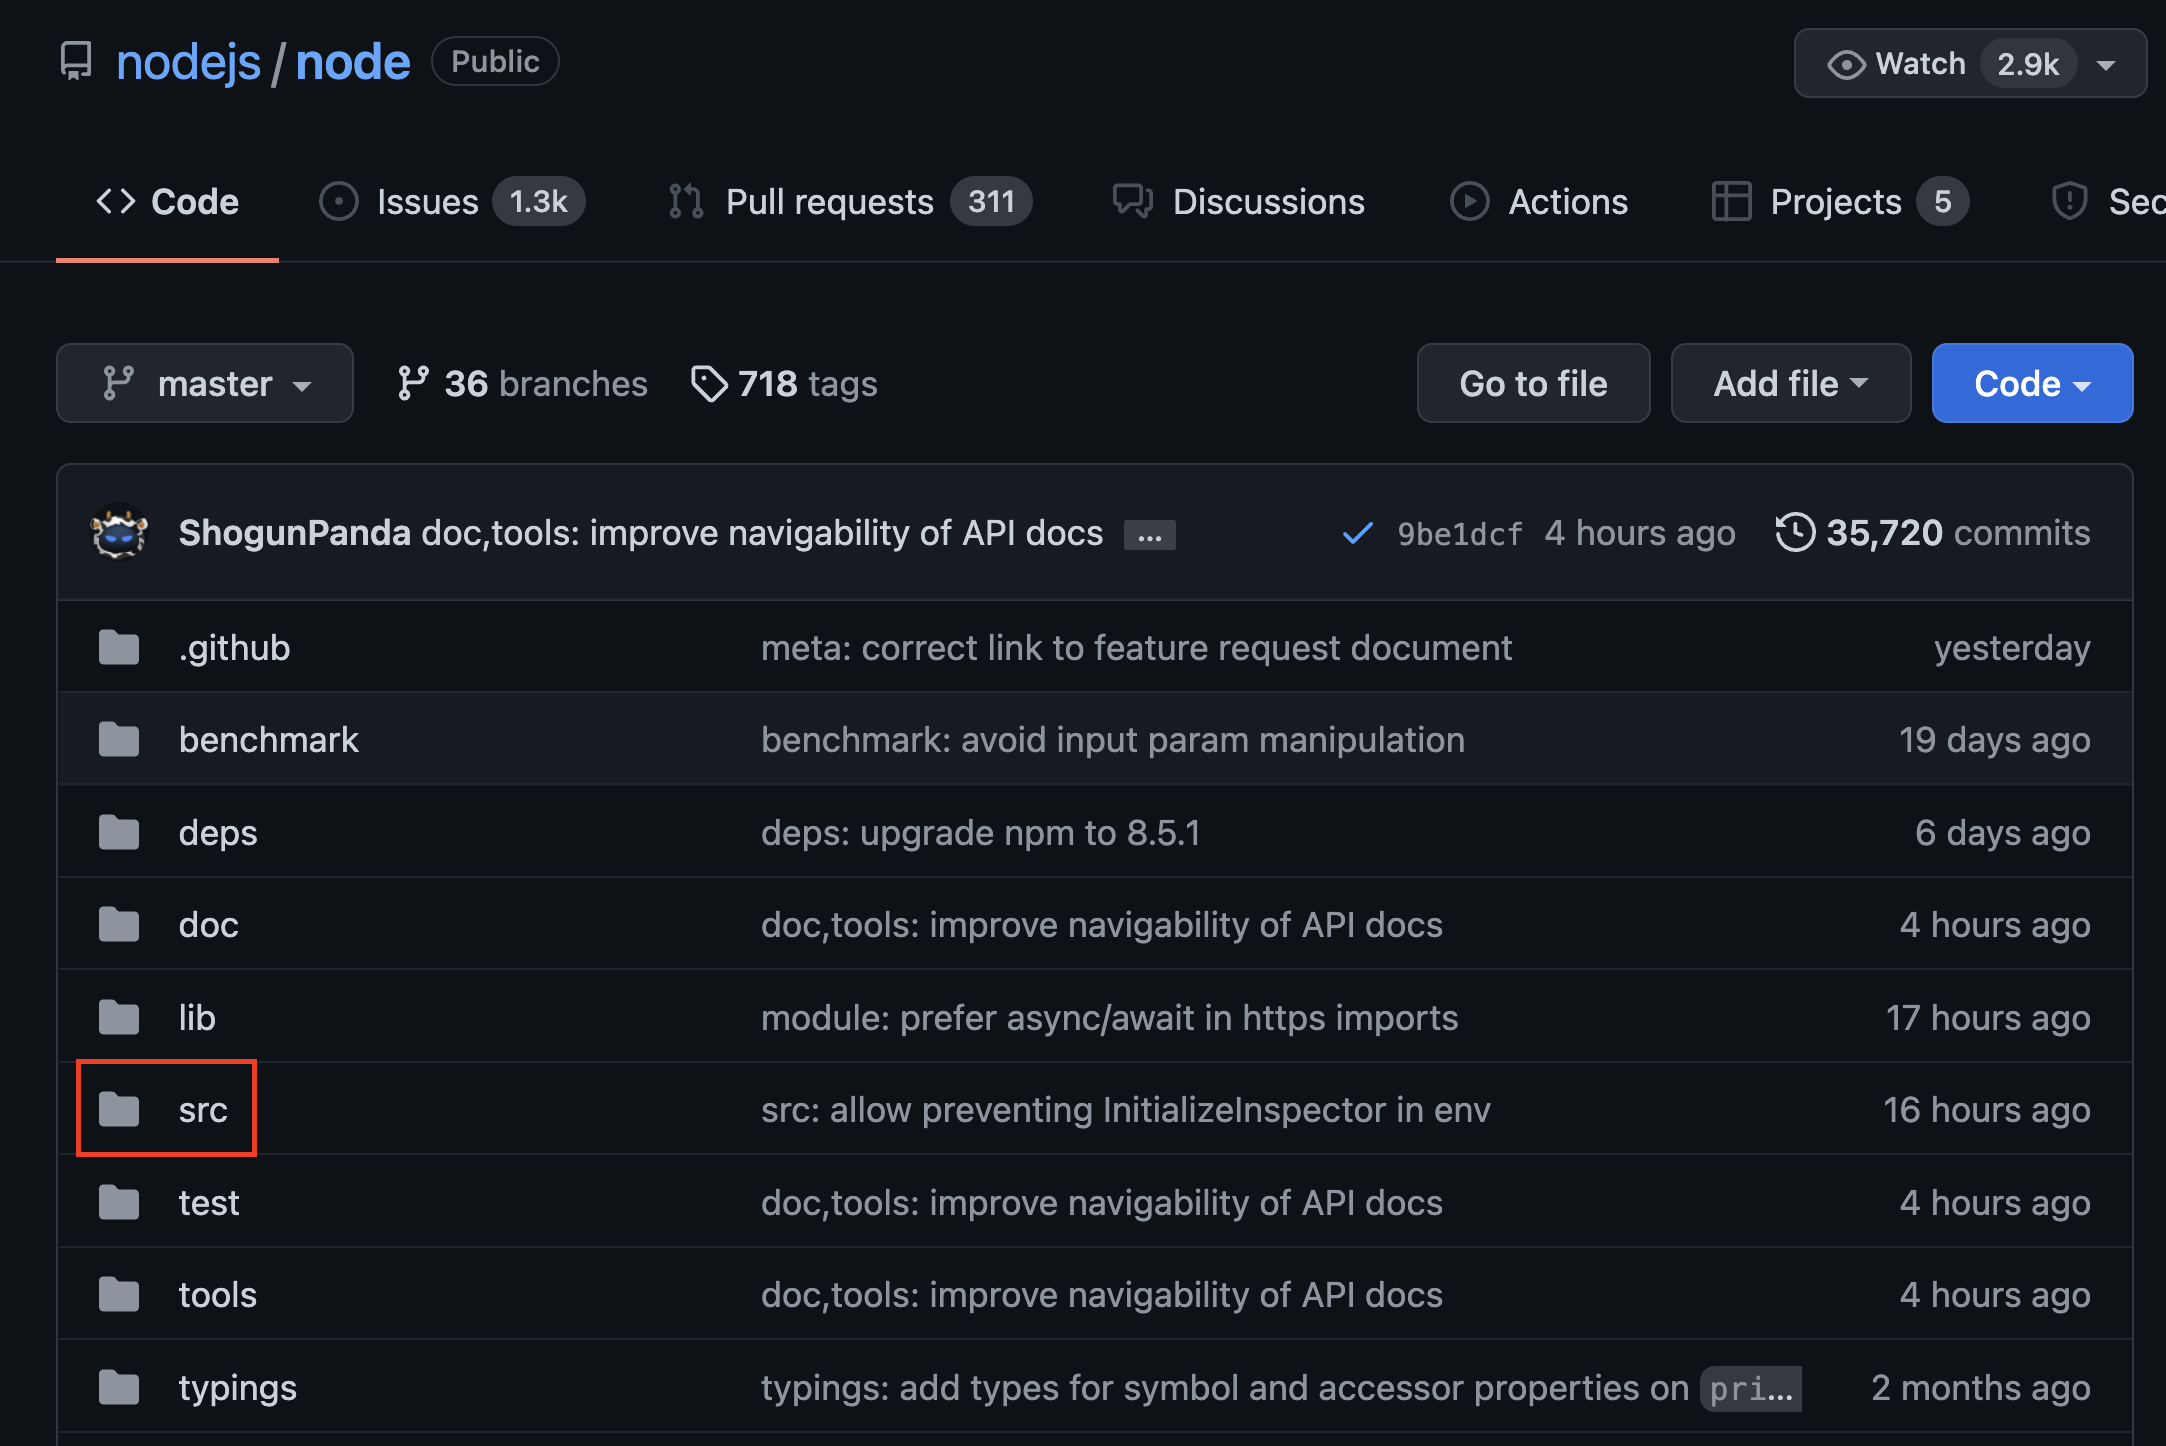 nodejs / node Public Watch 2.9k
Code Issues 1.3k Pull requests 311 Discussions Actions Projects 5
master 36 branches 718 tags Go to file Add file Code
ShogunPanda doc,tools: improve navigability of API docs ... 9be1dcf 4 hours ago 35,720 commits
.github meta: correct link to feature request document yesterday
benchmark benchmark: avoid input param manipulation 19 days ago
deps deps: upgrade npm to 8.5.1 6 days ago
doc doc,tools: improve navigability of API docs 4 hours ago
lib module: prefer async/await in https imports 17 hours ago
src src: allow preventing InitializeInspector in env 16 hours ago
test doc,tools: improve navigability of API docs 4 hours ago
tools doc,tools: improve navigability of API docs 4 hours ago
typings typings: add types for symbol and accessor properties on pri... 2 months ago